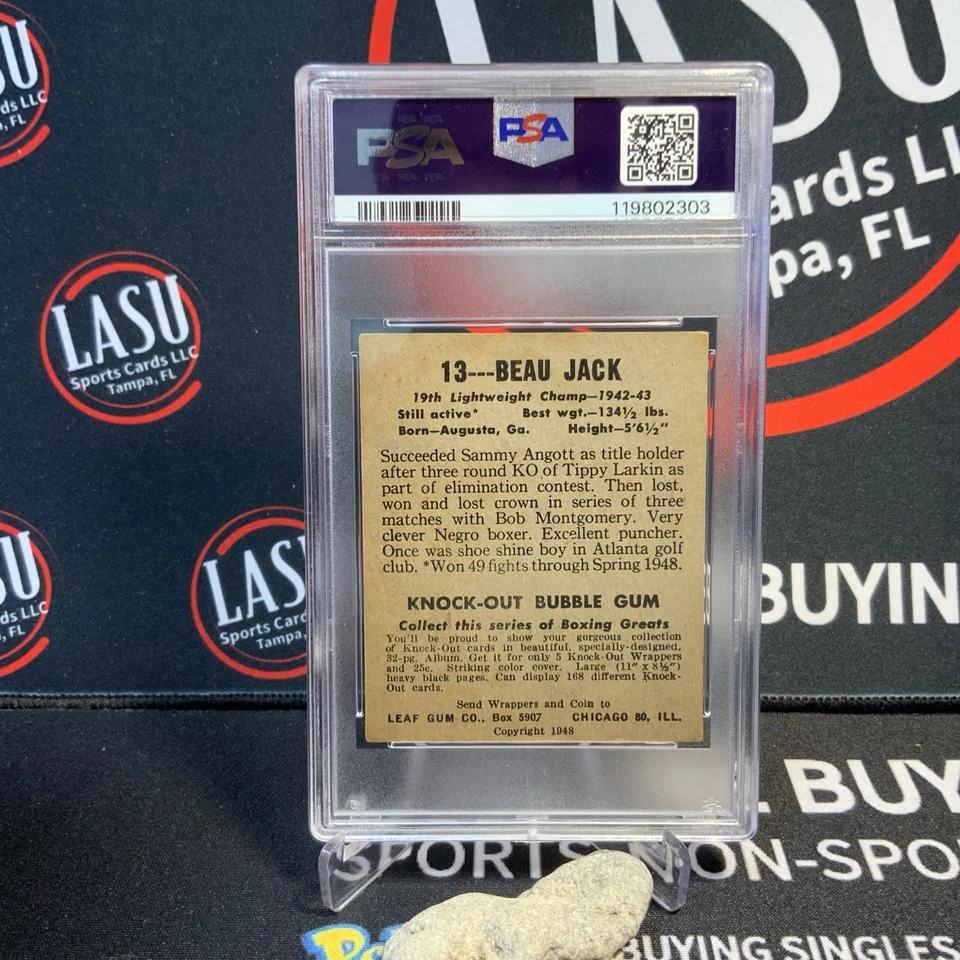 LASU
ds LLC
FL
ards LL
pa, FL
PSA
PSA
119802303
LASU
Sports Cards LLC
Tampa, FL
13---BEAU JACK
19th Lightweight Champ—1942-43
Still active* Best wgt.—134½ lbs.
Born—Augusta, Ga. Height—5'6½"
Succeeded Sammy Angott as title holder
after three round KO of Tippy Larkin as
part of elimination contest. Then lost,
won and lost crown in series of three
matches with Bob Montgomery. Very
clever Negro boxer. Excellent puncher.
Once was shoe shine boy in Atlanta golf
club. *Won 49 fights through Spring 1948.
KNOCK-OUT BUBBLE GUM
Collect this series of Boxing Greats
You'll be proud to show your gorgeous collection
of Knock-Out cards in beautiful, specially-designed,
32-pg. Album. Get it for only 5 Knock-Out Wrappers
and 25c. Striking color cover. Large (11" x 8½")
heavy black pages. Can display 168 different Knock-
Out cards.
Send Wrappers and Coin to
LEAF GUM CO., Box 5907 CHICAGO 80, ILL.
Copyright 1948
LASU
Sports Cards
Tampa,
ds LLC
FL
BUYIN
L BUY
SPORTS NON-SPO
BUYING SINGLES